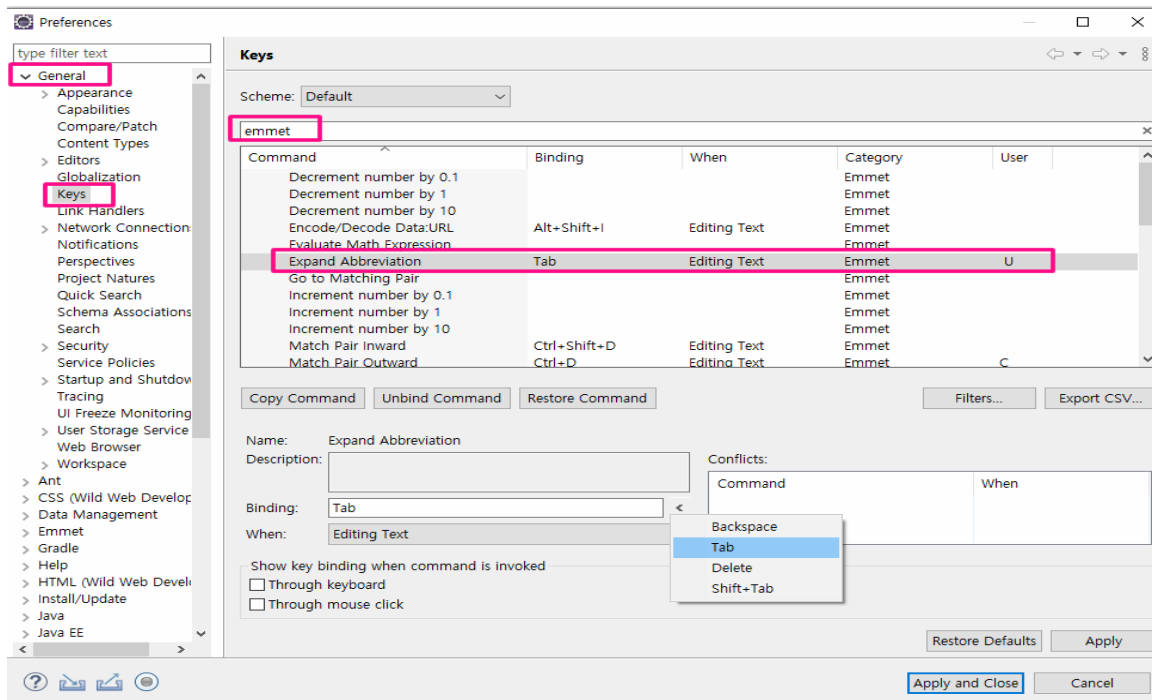 Preferences
type filter text
General
Appearance
Capabilities
Compare/Patch
Content Types
Editors
Globalization
Keys
Link Handlers
Network Connection
Notifications
Perspectives
Project Natures
Quick Search
Schema Associations
Search
Security
Service Policies
Startup and Shutdow
Tracing
UI Freeze Monitoring
User Storage Service
Web Browser
Workspace
Ant
CSS (Wild Web Develop
Data Management
Emmet
Gradle
Help
HTML (Wild Web Develo
Install/Update
Java
Java EE
Keys
Scheme: Default
emmet
Command Binding When Category User
Decrement number by 0.1 Emmet
Decrement number by 1 Emmet
Decrement number by 10 Emmet
Encode/Decode Data:URL Alt+Shift+I Editing Text Emmet
Evaluate Math Expression Emmet
Expand Abbreviation Tab Editing Text Emmet U
Go to Matching Pair Emmet
Increment number by 0.1 Emmet
Increment number by 1 Emmet
Increment number by 10 Emmet
Match Pair Inward Ctrl+Shift+D Editing Text Emmet
Match Pair Outward Ctrl+D Editing Text Emmet C
Copy Command Unbind Command Restore Command Filters... Export CSV...
Name: Expand Abbreviation
Description:
Conflicts:
Command When
Binding: Tab <
When: Editing Text
Backspace
Tab
Delete
Shift+Tab
Show key binding when command is invoked
Through keyboard
Through mouse click
Restore Defaults Apply
Apply and Close Cancel